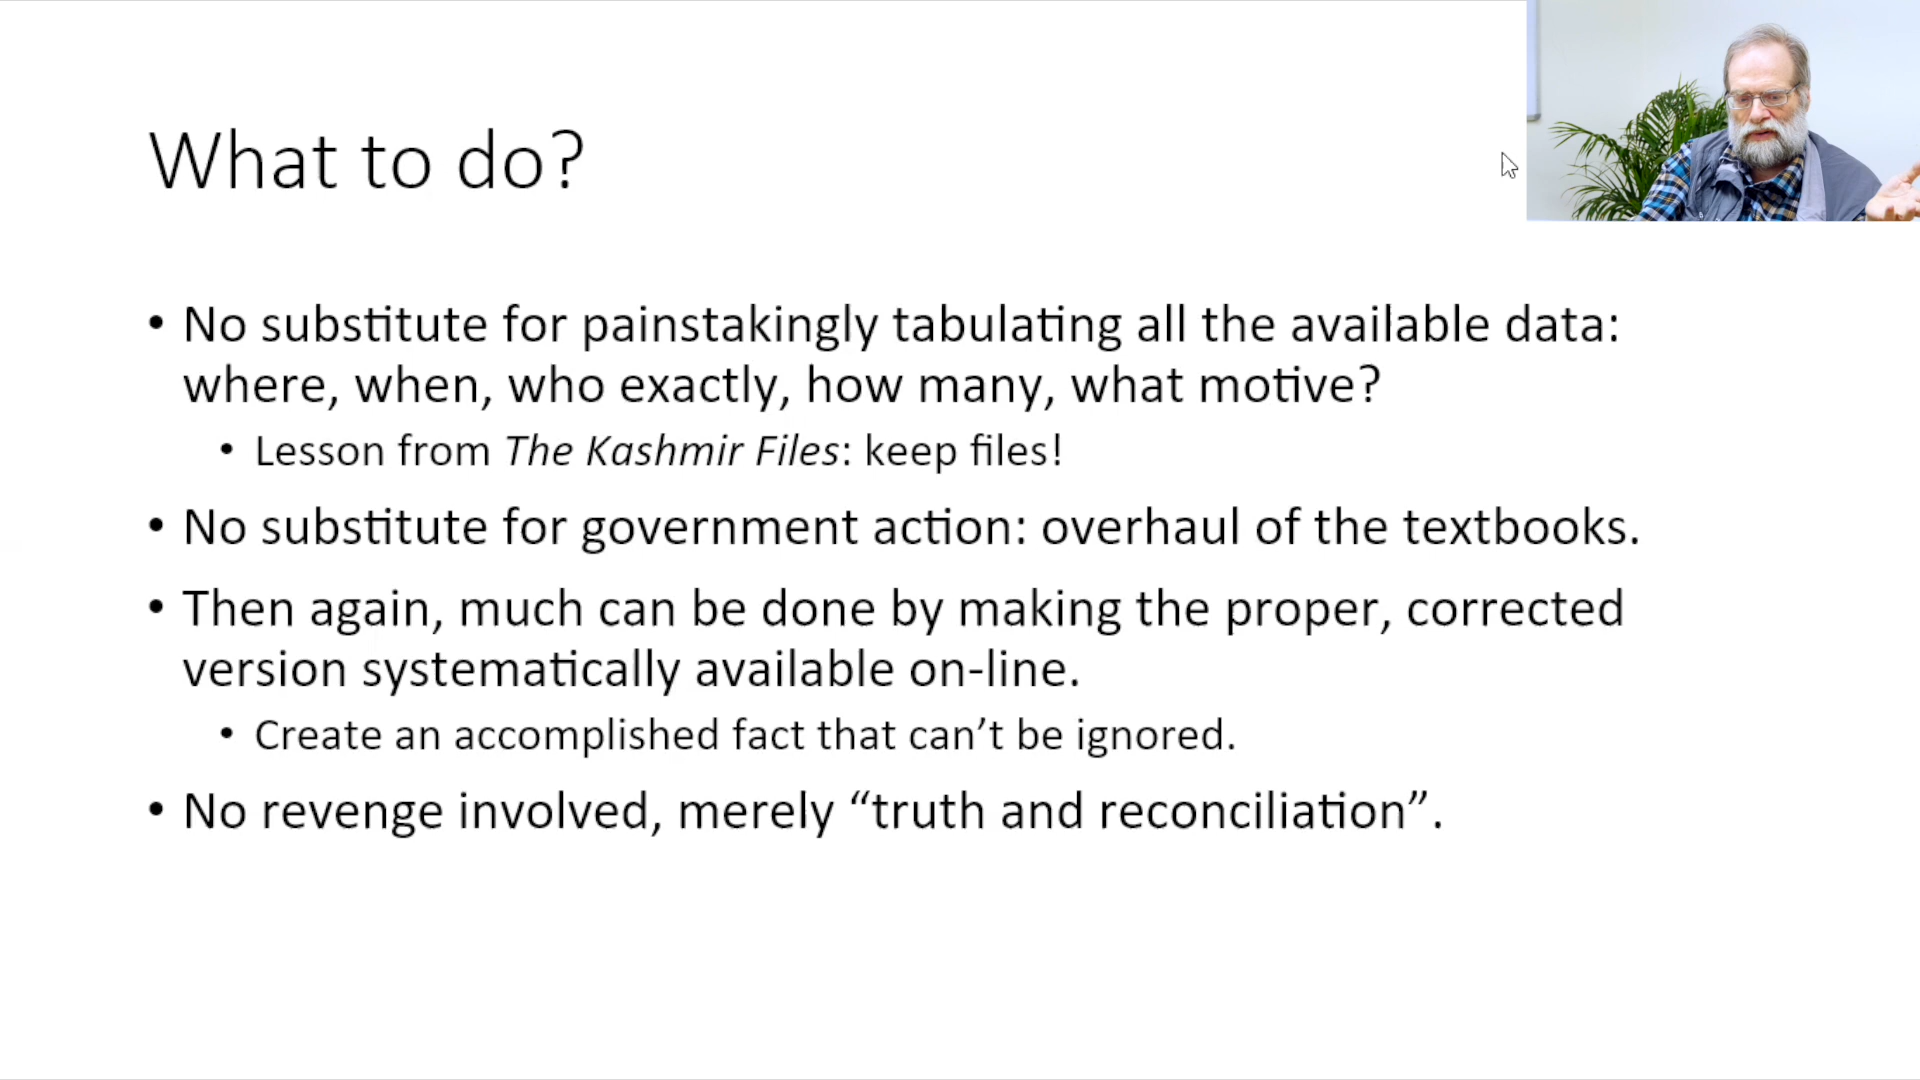 What to do?
• No substitute for painstakingly tabulating all the available data:
where, when, who exactly, how many, what motive?
• Lesson from The Kashmir Files: keep files!
• No substitute for government action: overhaul of the textbooks.
• Then again, much can be done by making the proper, corrected
version systematically available on-line.
• Create an accomplished fact that can’t be ignored.
• No revenge involved, merely “truth and reconciliation”.